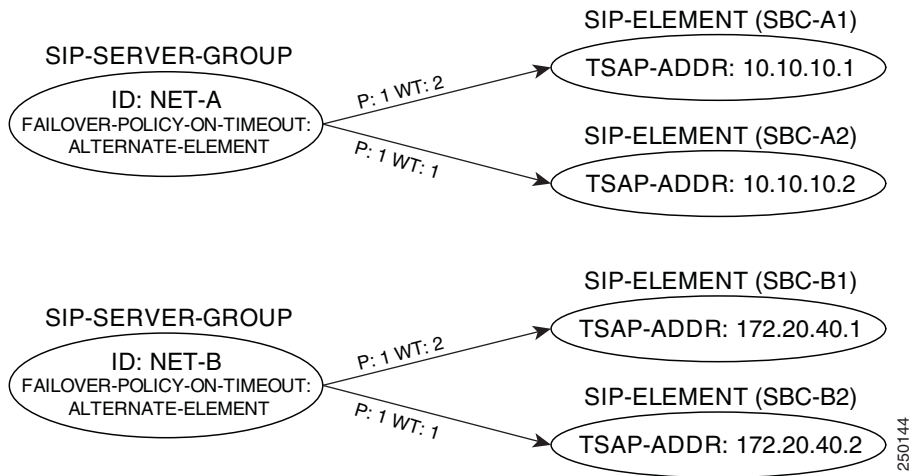 SIP-ELEMENT (SBC-A1)
SIP-SERVER-GROUP
TSAP-ADDR: 10.10.10.1
ID: NET-A
FAILOVER-POLICY-ON-TIMEOUT:
ALTERNATE-ELEMENT
P: 1 WT: 2
P: 1 WT: 1
SIP-ELEMENT (SBC-A2)
TSAP-ADDR: 10.10.10.2
SIP-ELEMENT (SBC-B1)
SIP-SERVER-GROUP
TSAP-ADDR: 172.20.40.1
ID: NET-B
FAILOVER-POLICY-ON-TIMEOUT:
ALTERNATE-ELEMENT
P: 1 WT: 2
P: 1 WT: 1
SIP-ELEMENT (SBC-B2)
TSAP-ADDR: 172.20.40.2
250144